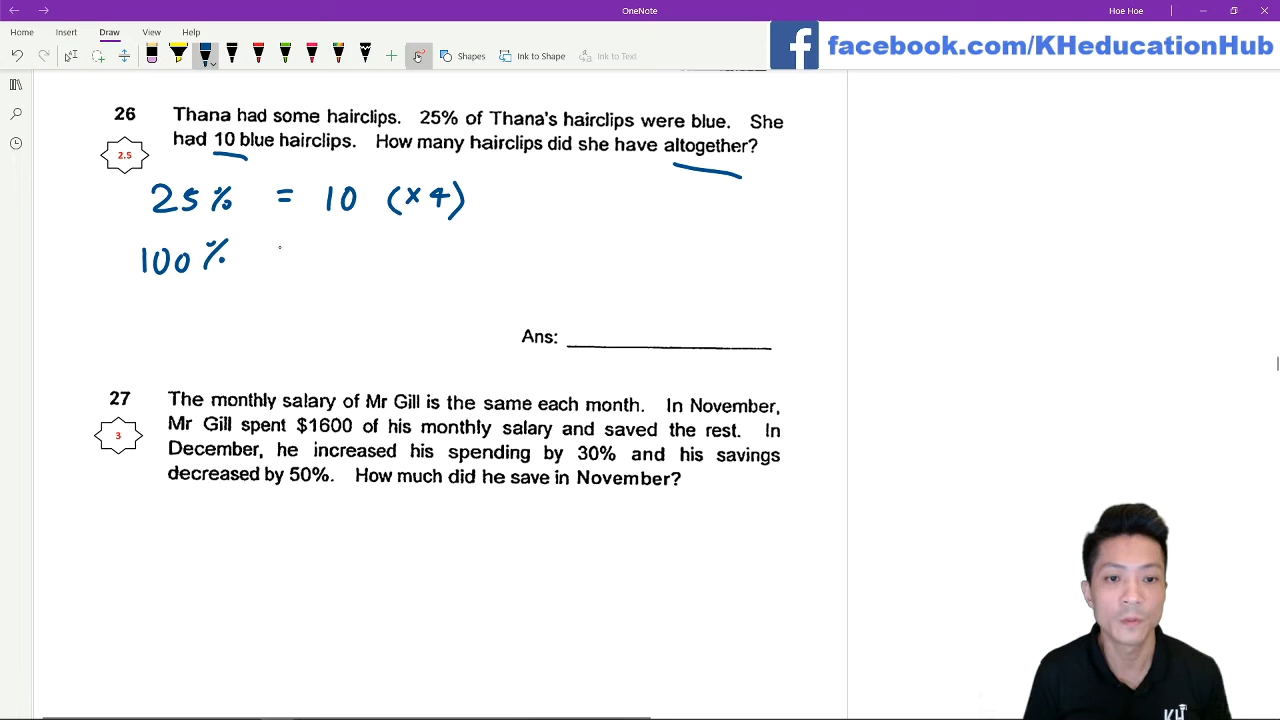 OneNote
Hoe Hoe
Home Insert Draw View Help
Shapes Ink to Shape Ink to Text
facebook.com/KHeducationHub
26 Thana had some hairclips. 25% of Thana's hairclips were blue. She
had 10 blue hairclips. How many hairclips did she have altogether?
2.5
25% = 10 (×4)
100%
Ans:
27 The monthly salary of Mr Gill is the same each month. In November,
Mr Gill spent $1600 of his monthly salary and saved the rest. In
3
December, he increased his spending by 30% and his savings
decreased by 50%. How much did he save in November?
KH